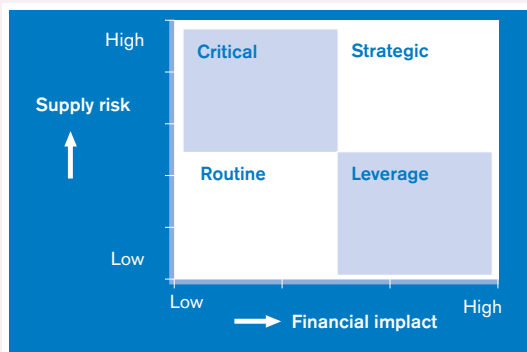 High
Critical
Strategic
Supply risk
Routine
Leverage
Low
Low
High
Financial implact